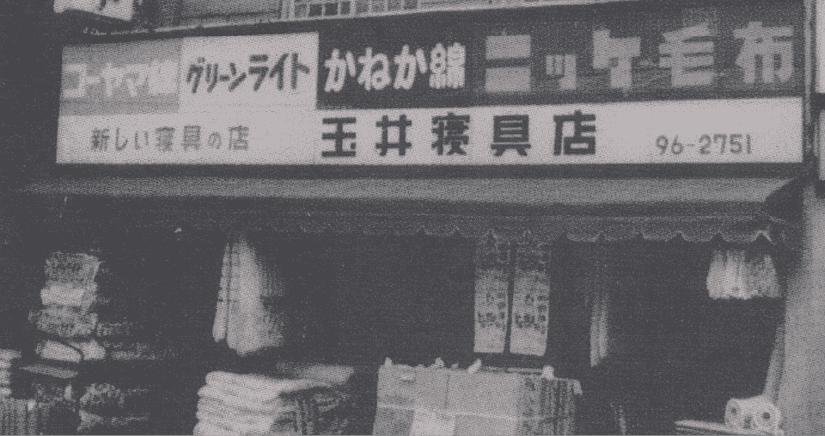 コーヤマ綿 グリーンライト かねか綿 ニッケ毛布
新しい寝具の店 玉井寝具店 96-2751